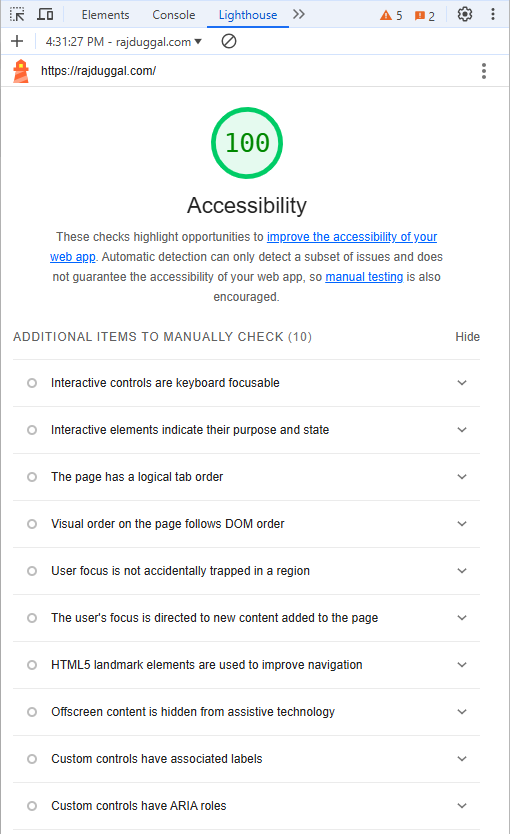 Elements Console Lighthouse 5 2
4:31:27 PM - rajduggal.com
https://rajduggal.com/
100
Accessibility
These checks highlight opportunities to improve the accessibility of your
web app. Automatic detection can only detect a subset of issues and does
not guarantee the accessibility of your web app, so manual testing is also
encouraged.
ADDITIONAL ITEMS TO MANUALLY CHECK (10) Hide
Interactive controls are keyboard focusable
Interactive elements indicate their purpose and state
The page has a logical tab order
Visual order on the page follows DOM order
User focus is not accidentally trapped in a region
The user's focus is directed to new content added to the page
HTML5 landmark elements are used to improve navigation
Offscreen content is hidden from assistive technology
Custom controls have associated labels
Custom controls have ARIA roles